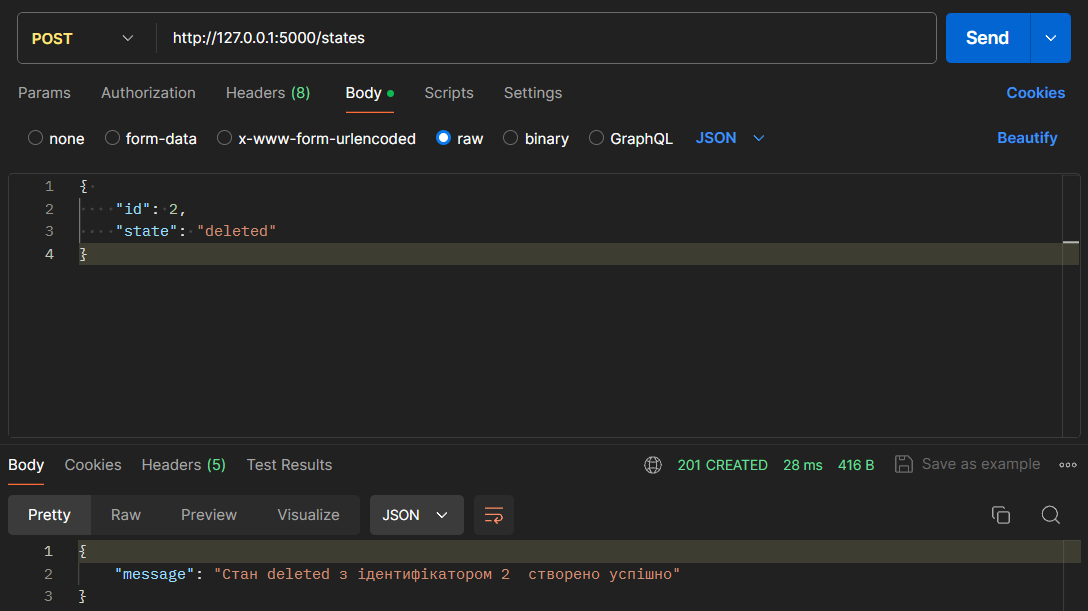 POST http://127.0.0.1:5000/states Send
Params Authorization Headers (8) Body Scripts Settings Cookies
none form-data x-www-form-urlencoded raw binary GraphQL JSON Beautify
1 {
2 "id": 2,
3 "state": "deleted"
4 }
Body Cookies Headers (5) Test Results 201 CREATED 28 ms 416 B Save as example
Pretty Raw Preview Visualize JSON
1 {
2 "message": "Стан deleted з ідентифікатором 2  створено успішно"
3 }